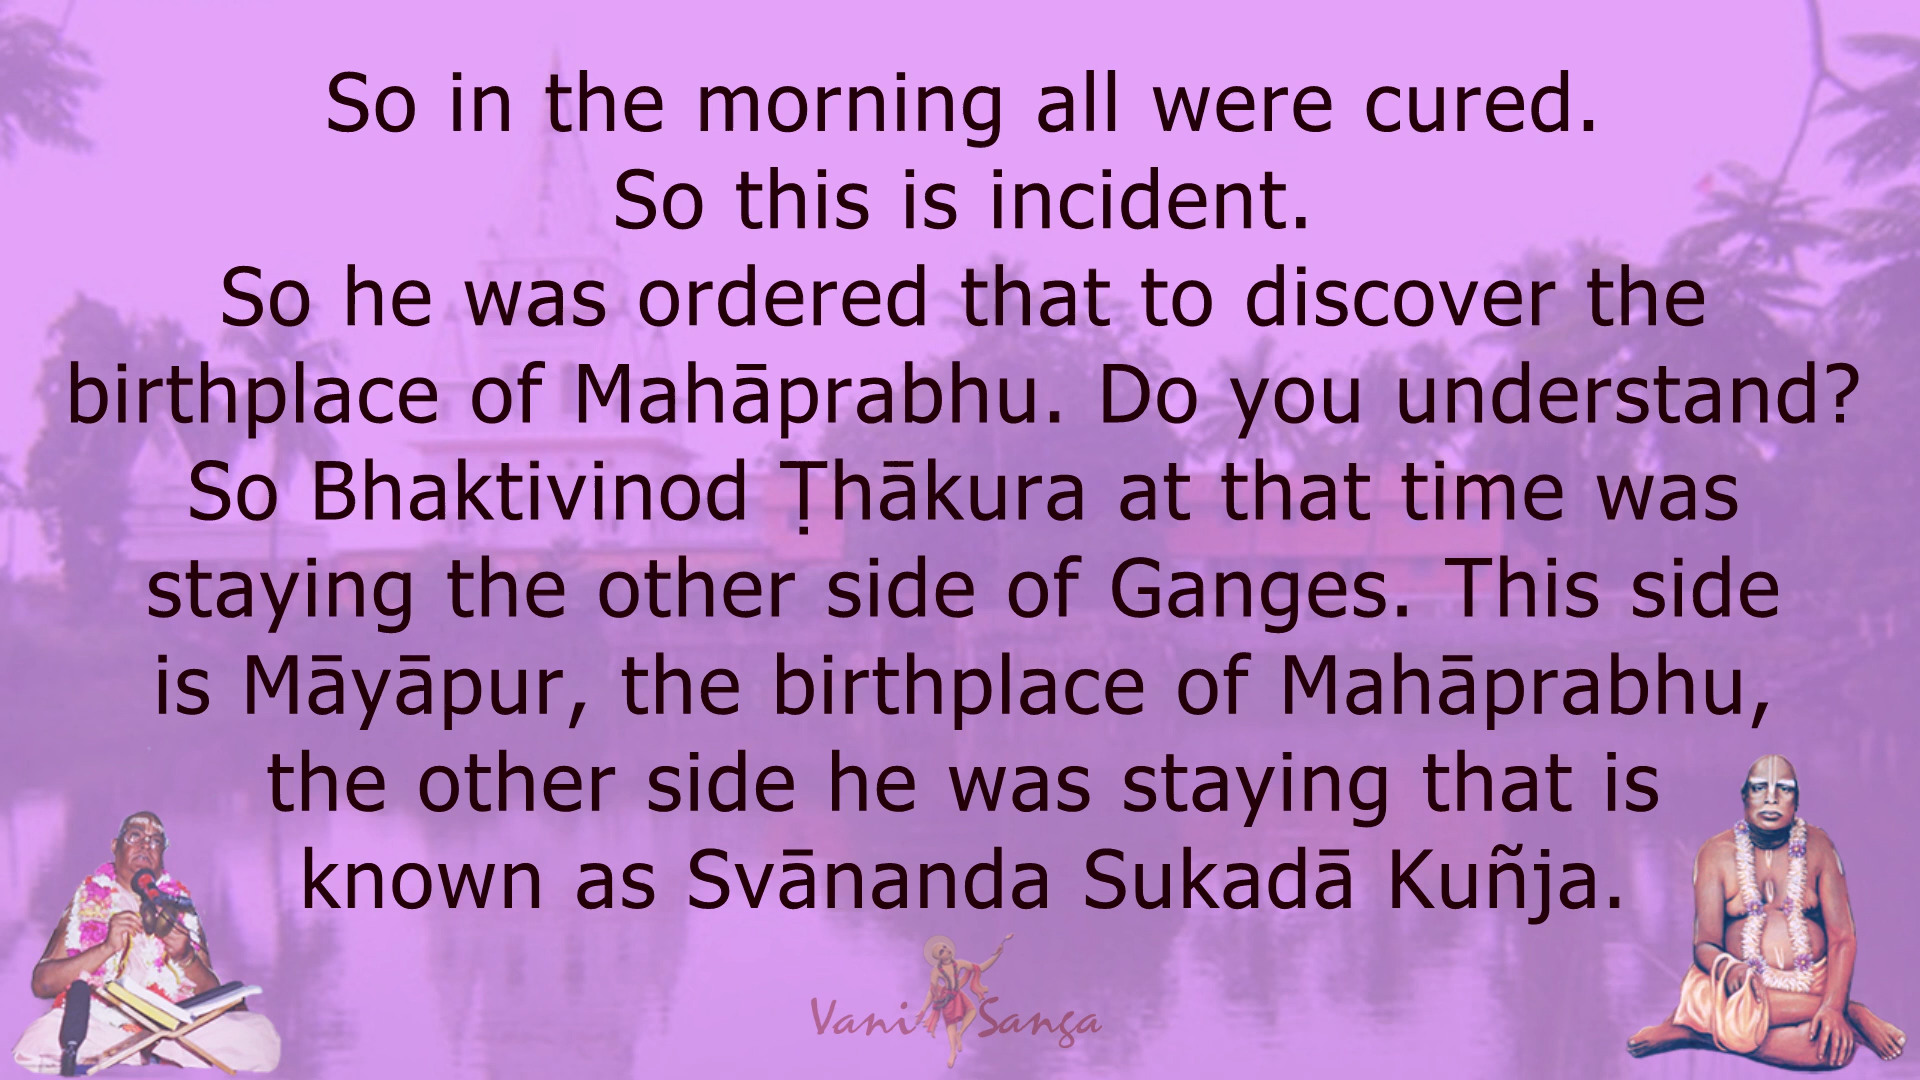 So in the morning all were cured.
So this is incident.
So he was ordered that to discover the
birthplace of Mahāprabhu. Do you understand?
So Bhaktivinod Ṭhākura at that time was
staying the other side of Ganges. This side
is Māyāpur, the birthplace of Mahāprabhu,
the other side he was staying that is
known as Svānanda Sukadā Kuñja.
Vani Sanga